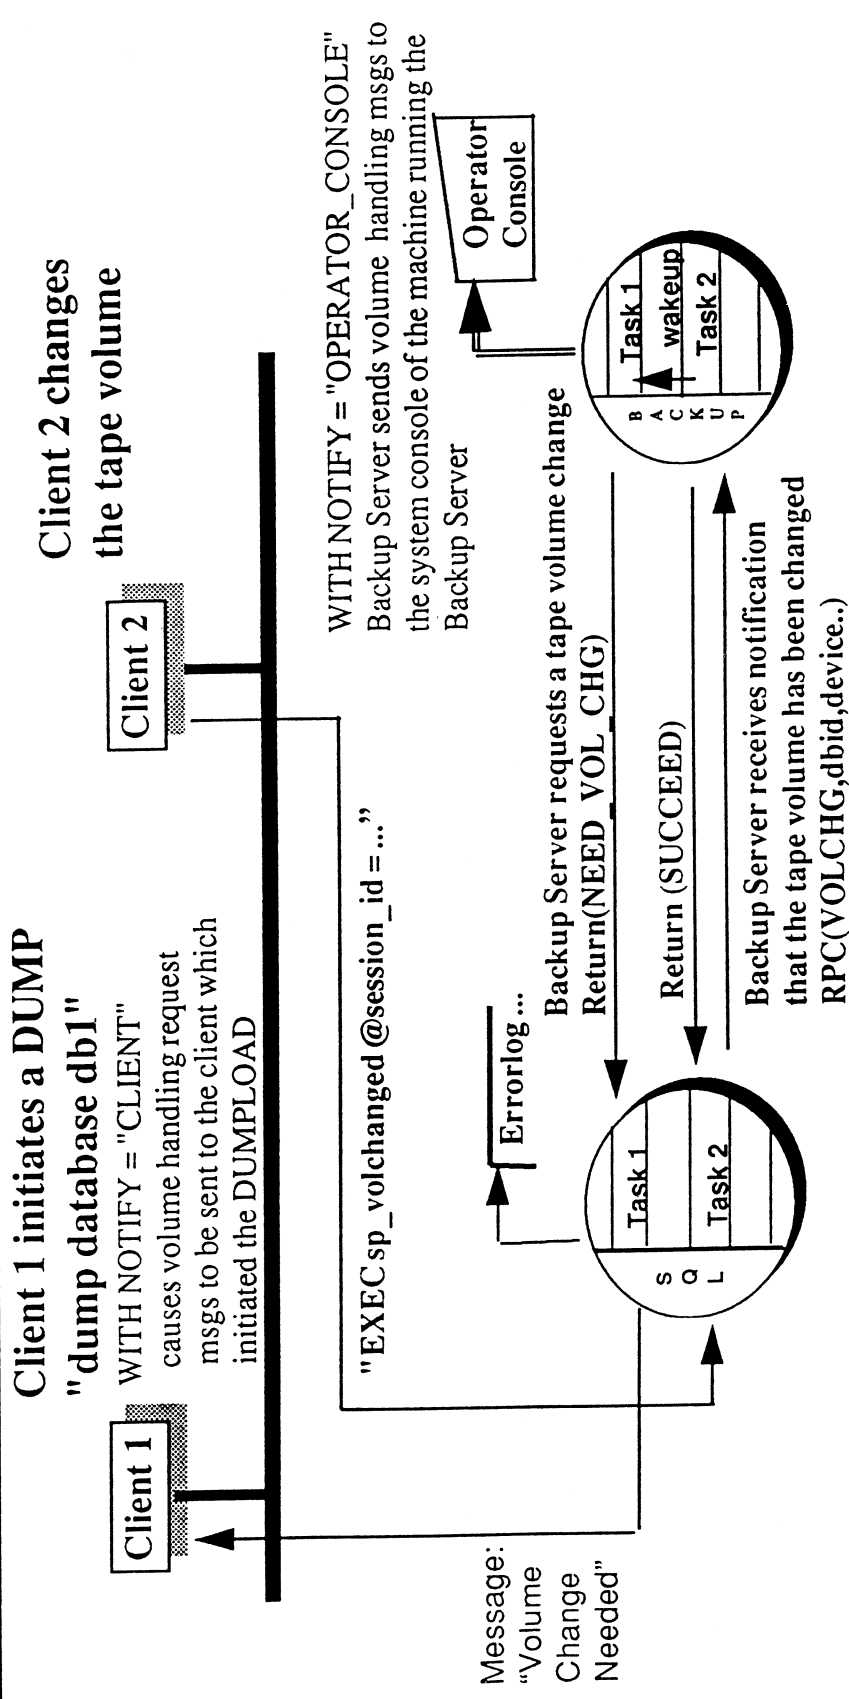 Client 1 initiates a DUMP
"dump database db1"
WITH NOTIFY = "CLIENT"
causes volume handling request
msgs to be sent to the client which
initiated the DUMPLOAD
Client 1
Client 2 changes
the tape volume
Client 2
WITH NOTIFY = "OPERATOR_CONSOLE"
Backup Server sends volume handling msgs to
the system console of the machine running the
Backup Server
Operator
Console
"EXEC sp_volchanged @session_id = ...”
Errorlog ...
Message:
“Volume
Change
Needed”
Backup Server requests a tape volume change
Return(NEED_VOL_CHG)
Return (SUCCEED)
Backup Server receives notification
that the tape volume has been changed
RPC(VOLCHG,dbid,device..)
S
Q
L
Task 1
Task 2
B
A
C
K
U
P
Task 1
wakeup
Task 2